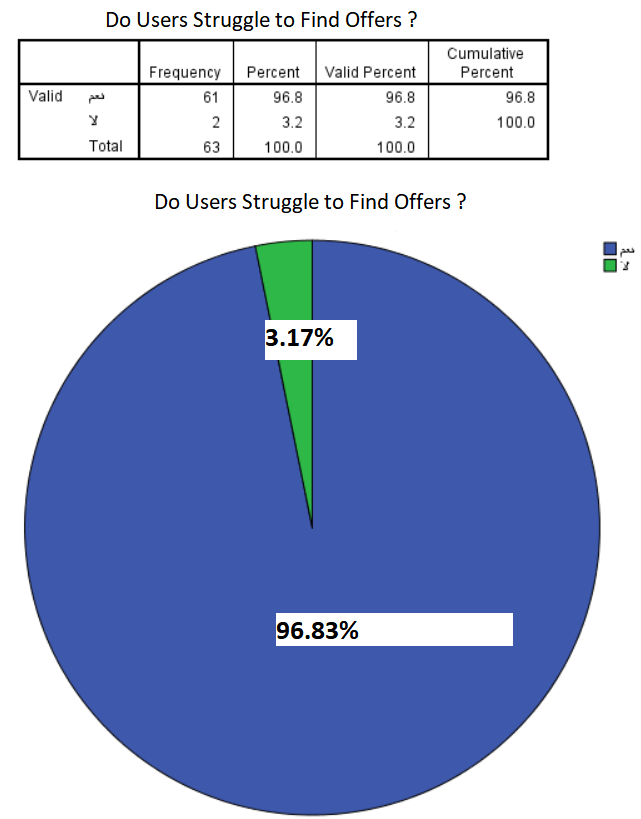 Do Users Struggle to Find Offers ?
Frequency Percent Valid Percent Cumulative Percent
Valid نعم 61 96.8 96.8 96.8
لا 2 3.2 3.2 100.0
Total 63 100.0 100.0
Do Users Struggle to Find Offers ?
نعم
لا
3.17%
96.83%